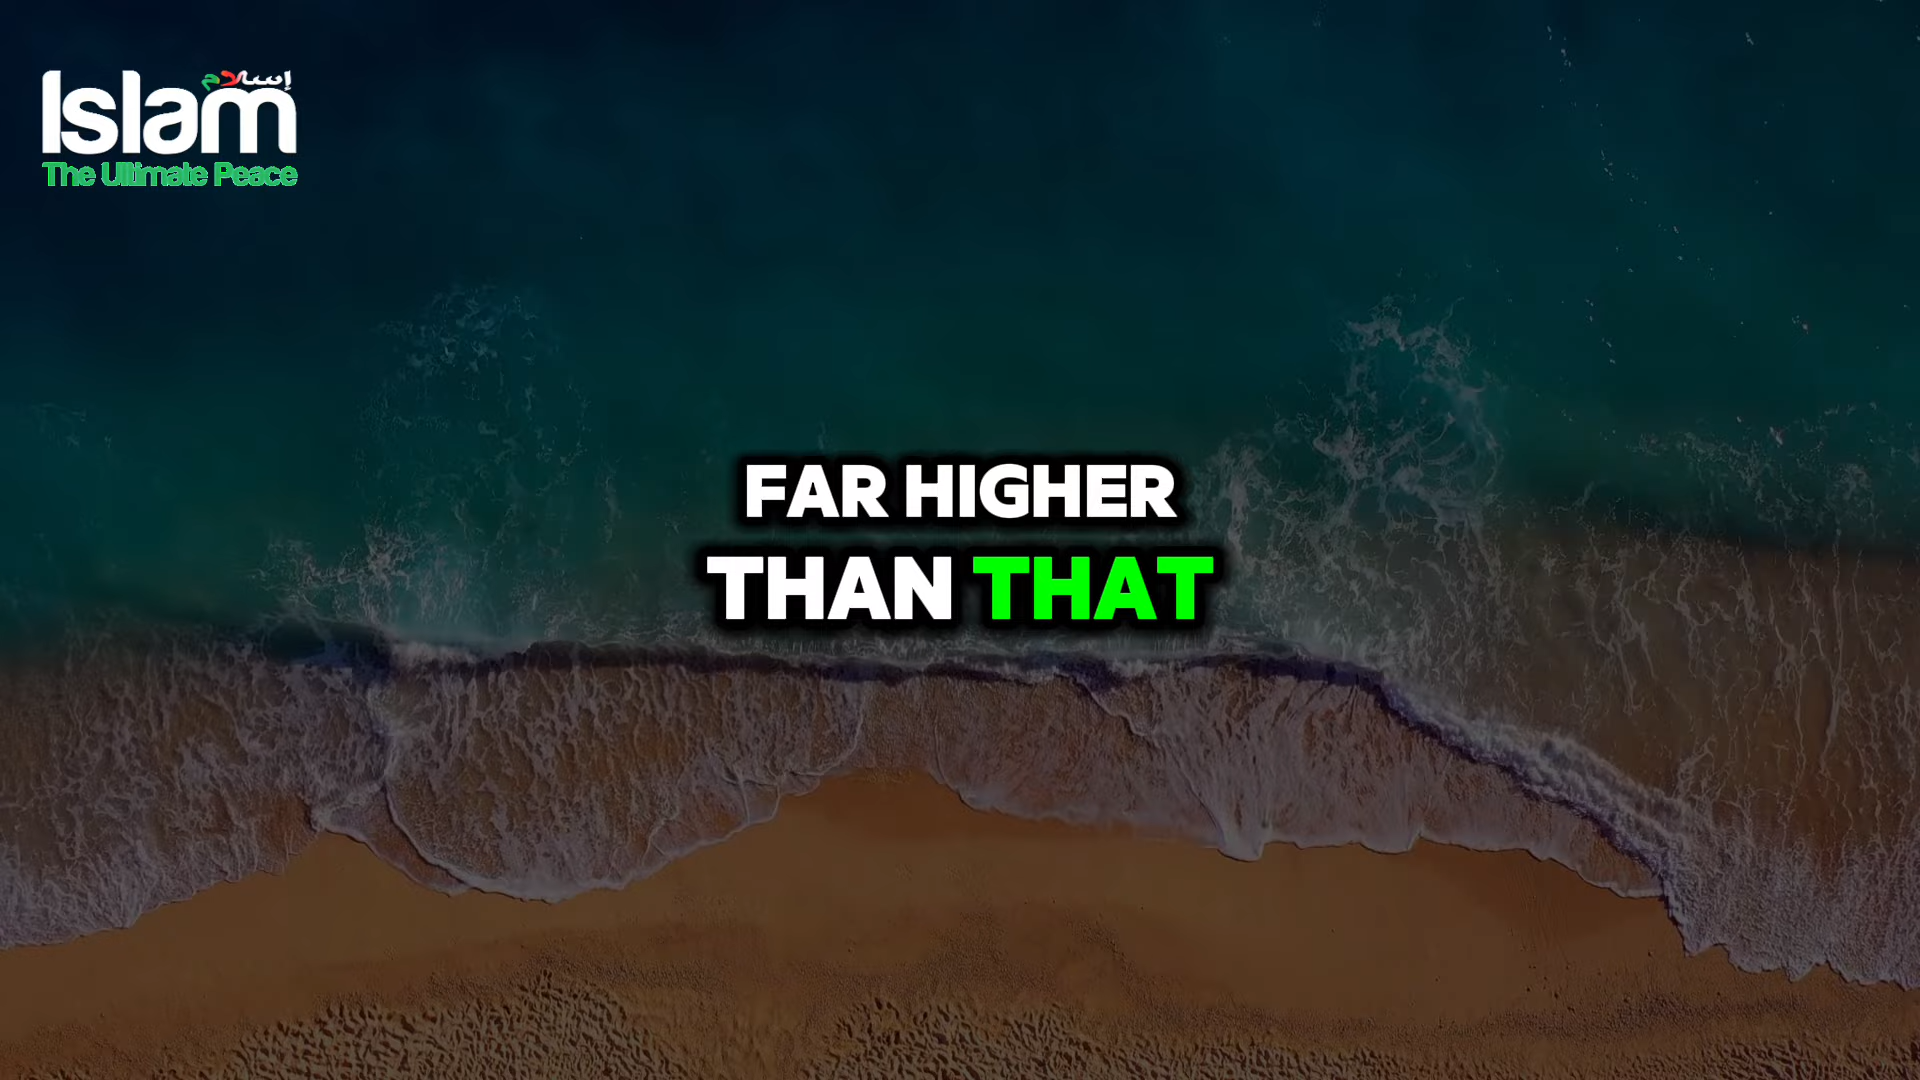 إسلام
Islam
The Ultimate Peace
FAR HIGHER
THAN THAT